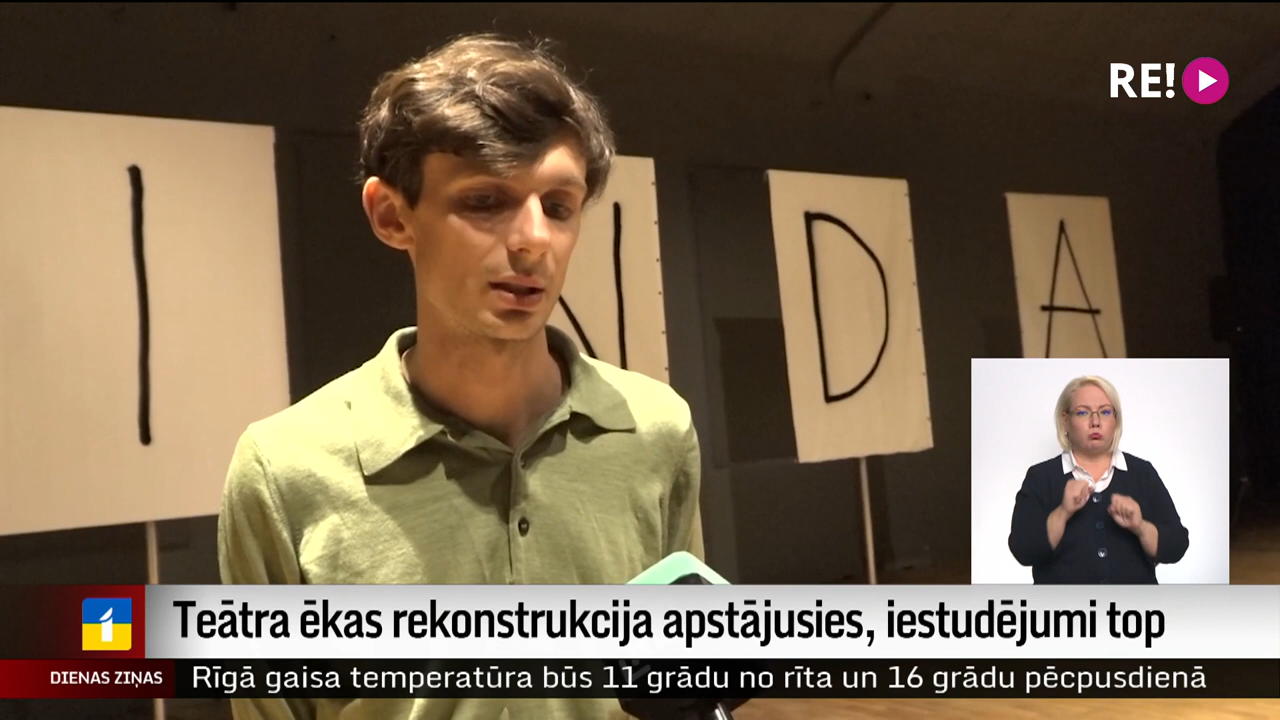 RE!
I N D A
1
Teātra ēkas rekonstrukcija apstājusies, iestudējumi top
DIENAS ZIŅAS Rīgā gaisa temperatūra būs 11 grādu no rīta un 16 grādu pēcpusdienā